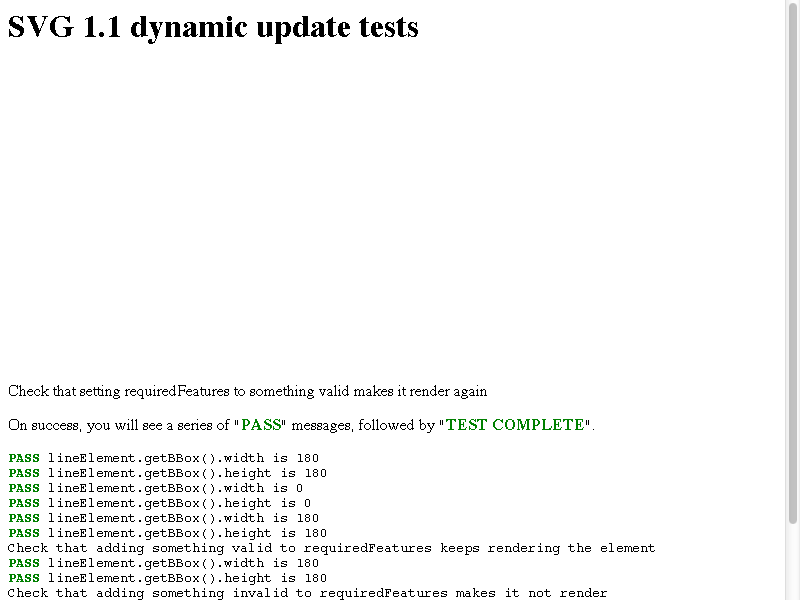 SVG 1.1 dynamic update tests
Check that setting requiredFeatures to something valid makes it render again
On success, you will see a series of "PASS" messages, followed by "TEST COMPLETE".
PASS lineElement.getBBox().width is 180
PASS lineElement.getBBox().height is 180
PASS lineElement.getBBox().width is 0
PASS lineElement.getBBox().height is 0
PASS lineElement.getBBox().width is 180
PASS lineElement.getBBox().height is 180
Check that adding something valid to requiredFeatures keeps rendering the element
PASS lineElement.getBBox().width is 180
PASS lineElement.getBBox().height is 180
Check that adding something invalid to requiredFeatures makes it not render